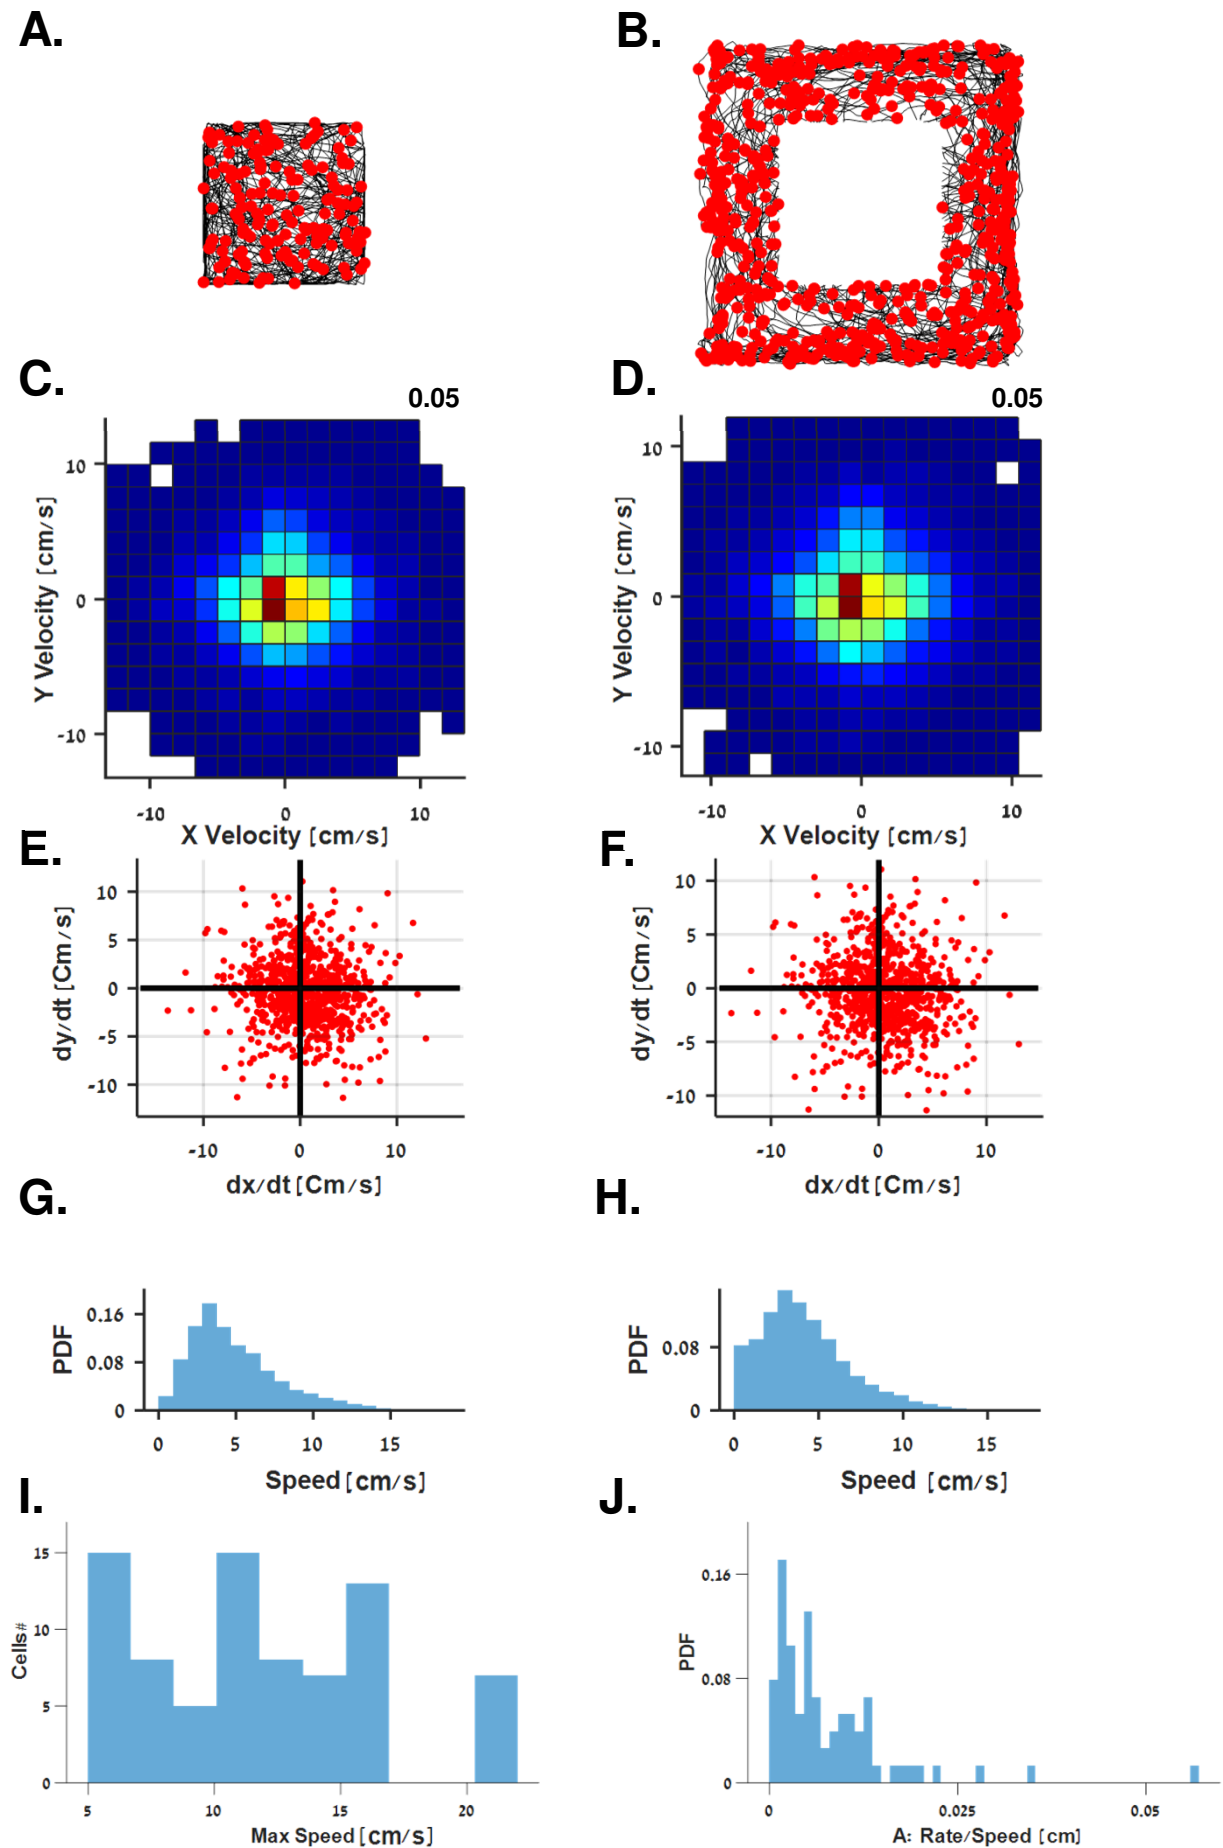 A.
B.
C.
0.05
D.
0.05
10
0
-10
Y Velocity [cm/s]
-10 0 10
X Velocity [cm/s]
10
0
-10
Y Velocity [cm/s]
-10 0 10
X Velocity [cm/s]
E.
10
5
0
-5
-10
dy/dt [Cm/s]
-10 0 10
dx/dt [Cm/s]
F.
10
5
0
-5
-10
dy/dt [Cm/s]
-10 0 10
dx/dt [Cm/s]
G.
0.16
0.08
0
PDF
0 5 10 15
Speed [cm/s]
H.
0.08
0
PDF
0 5 10 15
Speed [cm/s]
I.
15
10
5
0
Cells#
5 10 15 20
Max Speed [cm/s]
J.
0.16
0.08
0
PDF
0 0.025 0.05
A: Rate/Speed [cm]